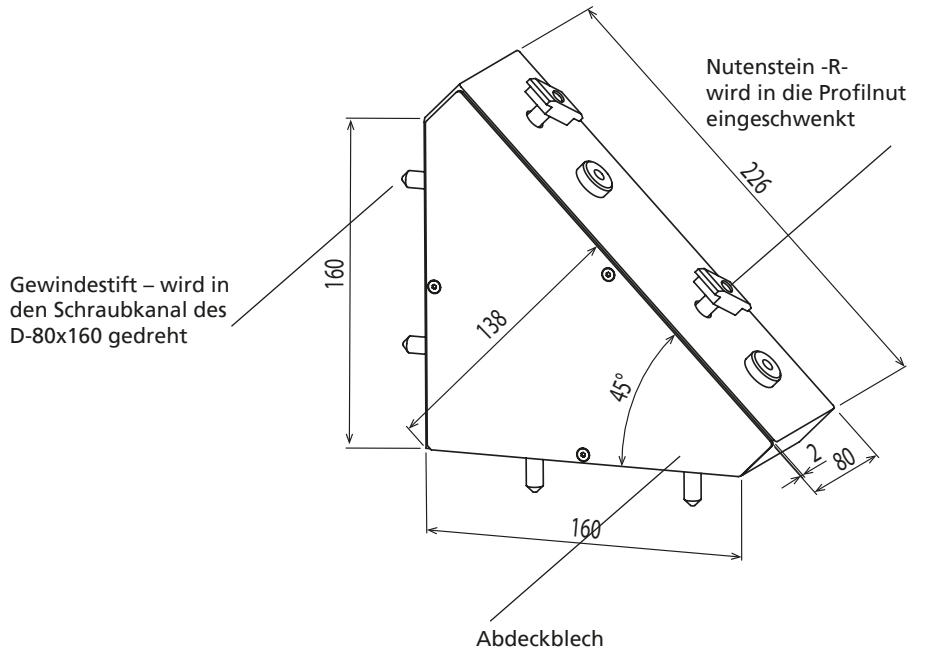 Nutenstein -R-
wird in die Profilnut
eingeschwenkt
226
160
Gewindestift – wird in
den Schraubkanal des
D-80x160 gedreht
138
45°
2
80
160
Abdeckblech